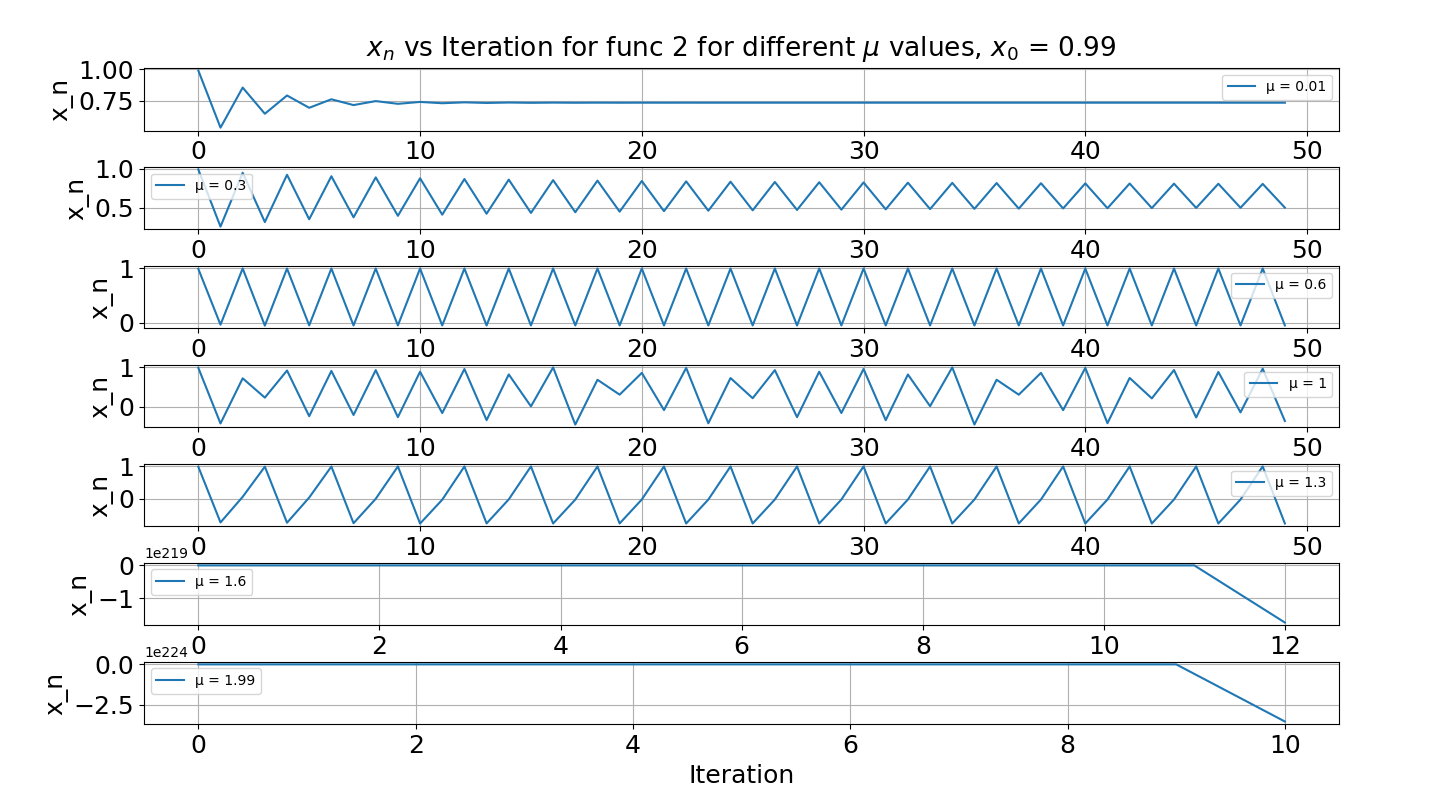 x_n vs Iteration for func 2 for different μ values, x_0 = 0.99
1.00
0.75
x_n
μ = 0.01
0 10 20 30 40 50
1.0
0.5
x_n
μ = 0.3
0 10 20 30 40 50
1
0
x_n
μ = 0.6
0 10 20 30 40 50
1
0
x_n
μ = 1
0 10 20 30 40 50
1
0
x_n
μ = 1.3
0 10 20 30 40 50
1e219
0
−1
x_n
μ = 1.6
0 2 4 6 8 10 12
1e224
0.0
−2.5
x_n
μ = 1.99
0 2 4 6 8 10
Iteration